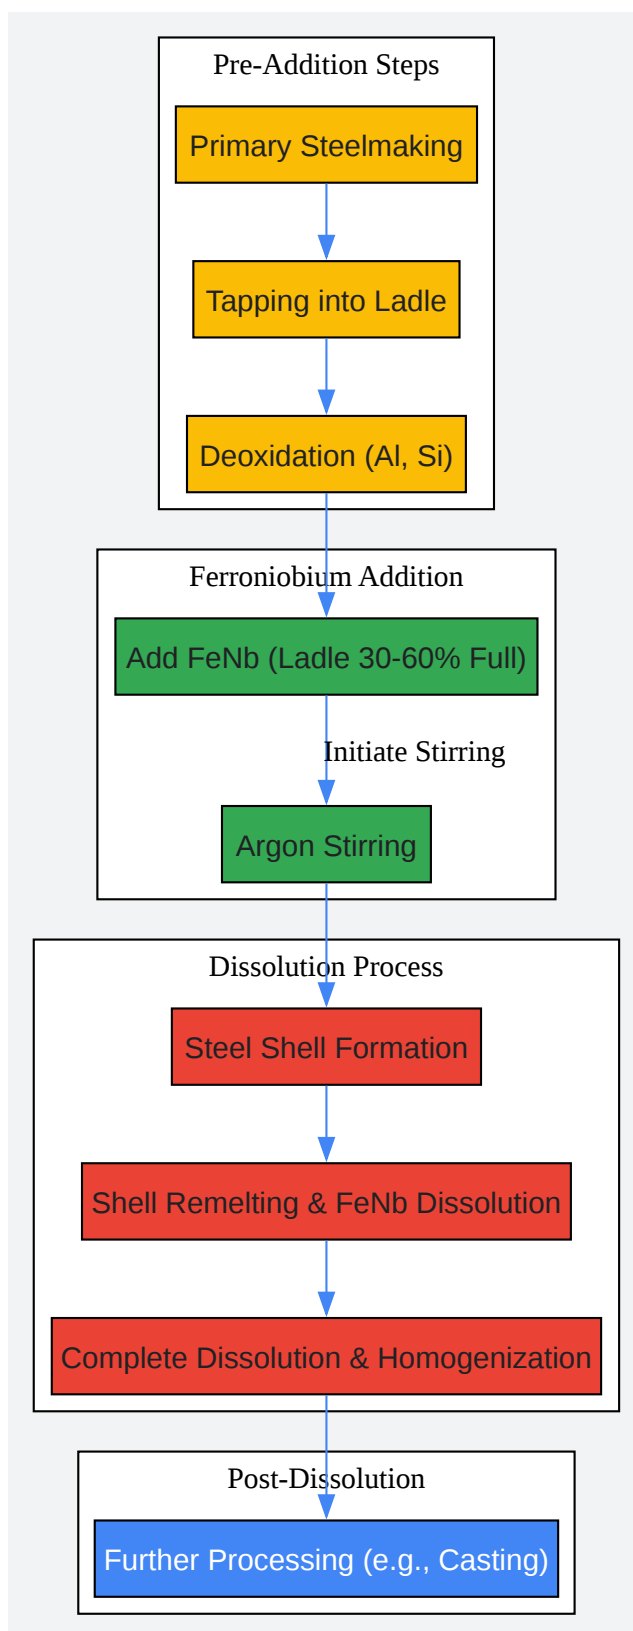 Pre-Addition Steps
Primary Steelmaking
Tapping into Ladle
Deoxidation (Al, Si)
Ferroniobium Addition
Add FeNb (Ladle 30-60% Full)
Initiate Stirring
Argon Stirring
Dissolution Process
Steel Shell Formation
Shell Remelting & FeNb Dissolution
Complete Dissolution & Homogenization
Post-Dissolution
Further Processing (e.g., Casting)